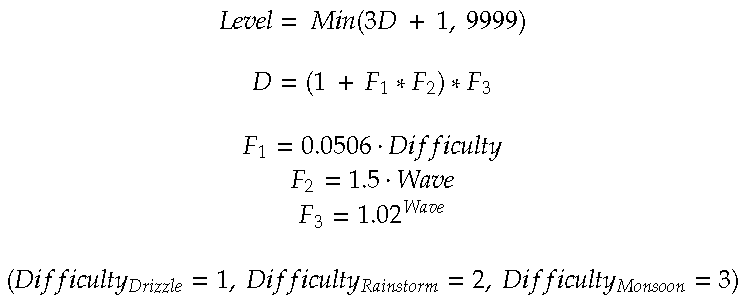 Level = Min(3D + 1, 9999)
D = (1 + F₁ * F₂) * F₃
F₁ = 0.0506 · Difficulty
F₂ = 1.5 · Wave
F₃ = 1.02^Wave
(Difficulty_Drizzle = 1, Difficulty_Rainstorm = 2, Difficulty_Monsoon = 3)